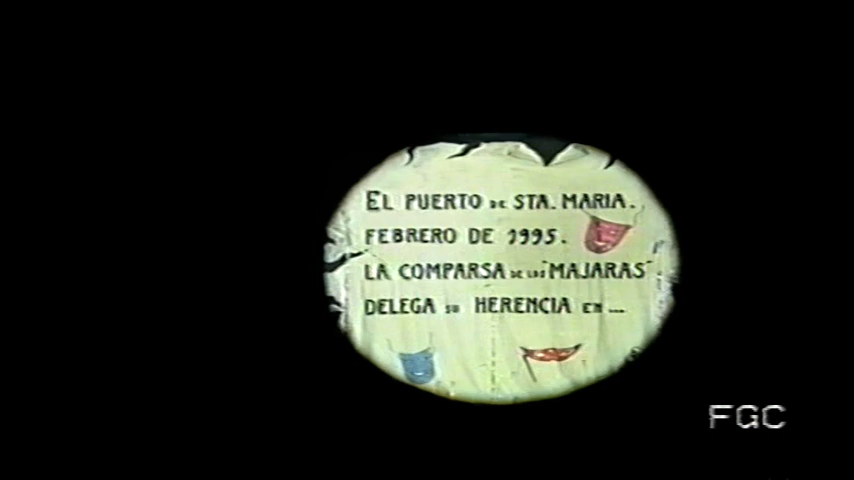 EL PUERTO DE STA. MARIA.
FEBRERO DE 1995.
LA COMPARSA DE LOS "MAJARAS"
DELEGA SU HERENCIA EN...
FGC